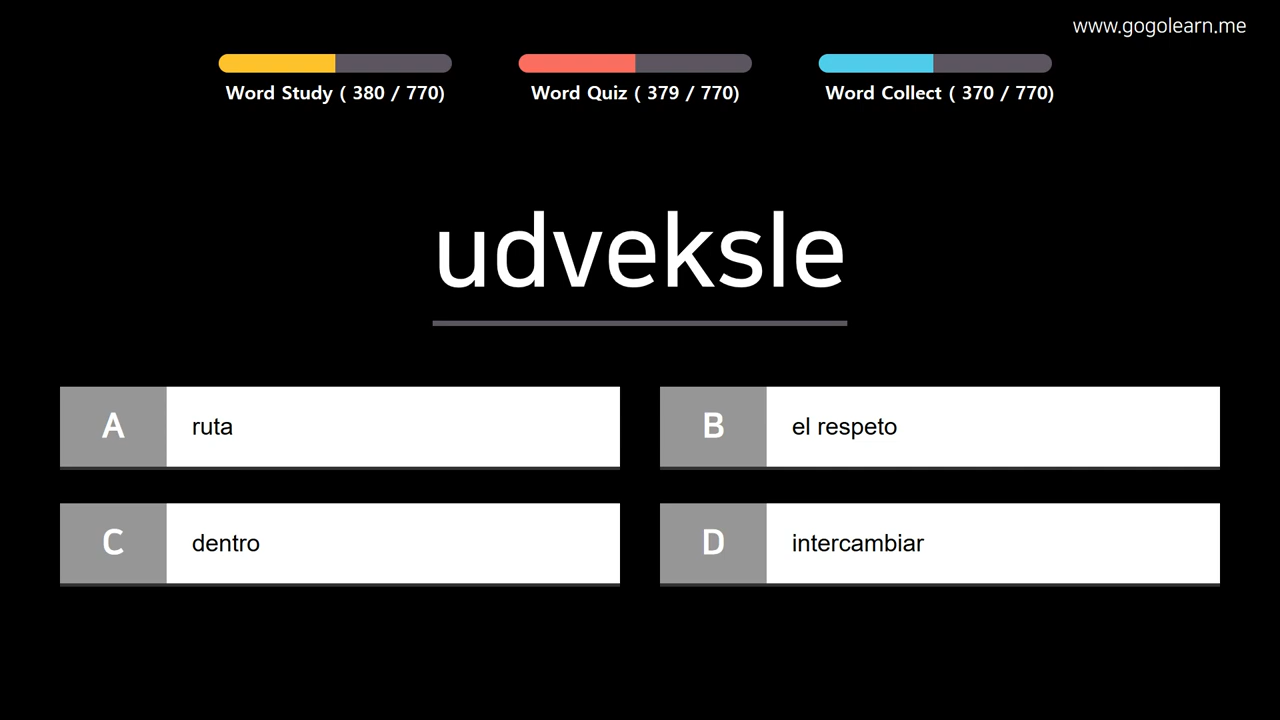 www.gogolearn.me
Word Study ( 380 / 770)
Word Quiz ( 379 / 770)
Word Collect ( 370 / 770)
udveksle
A ruta
B el respeto
C dentro
D intercambiar